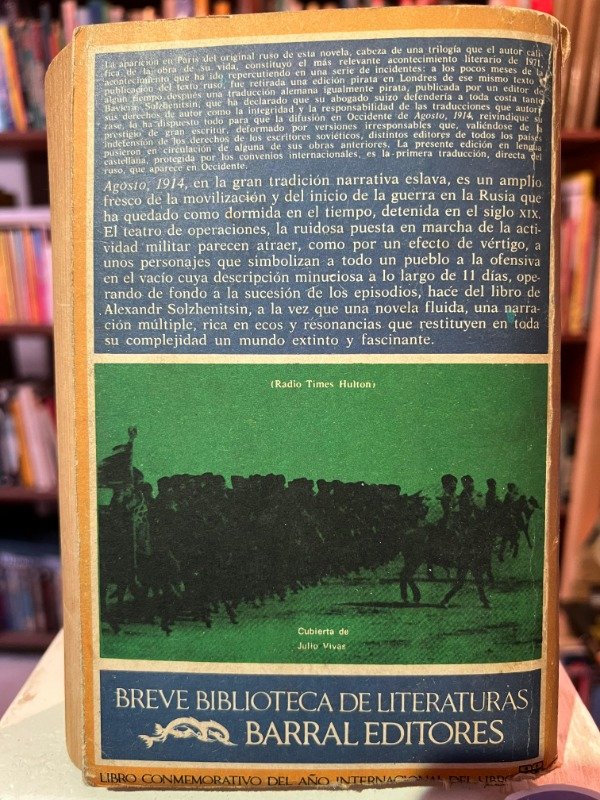 La aparición en París del original ruso de esta novela, cabeza de una trilogía que el autor cali-
fica de la obra de su vida, constituyó el más relevante acontecimiento literario de 1971,
acontecimiento que ha ido repercutiendo en una serie de incidentes: a los pocos meses de la
publicación del texto ruso, fue retirada una edición pirata en Londres de ese mismo texto y
algún tiempo después una traducción alemana igualmente pirata, publicada por un editor de
Baviera. Solzhenitsin, que ha declarado que su abogado suizo defendería a toda costa tanto
sus derechos de autor como la integridad y la responsabilidad de las traducciones que autori-
zase, lo ha dispuesto todo para que la difusión en Occidente de Agosto, 1914, reivindique su
prestigio de gran escritor, deformado por versiones irresponsables que, valiéndose de la
indefensión de los derechos de los escritores soviéticos, distintos editores de todos los países
pusieron en circulación de alguna de sus obras anteriores. La presente edición en lengua
castellana, protegida por los convenios internacionales, es la primera traducción, directa del
ruso, que aparece en Occidente.
Agosto, 1914, en la gran tradición narrativa eslava, es un amplio
fresco de la movilización y del inicio de la guerra en la Rusia que
ha quedado como dormida en el tiempo, detenida en el siglo XIX.
El teatro de operaciones, la ruidosa puesta en marcha de la acti-
vidad militar parecen atraer, como por un efecto de vértigo, a
unos personajes que simbolizan a todo un pueblo a la ofensiva
en el vacío cuya descripción minuciosa a lo largo de 11 días, ope-
rando de fondo a la sucesión de los episodios, hace del libro de
Alexandr Solzhenitsin, a la vez que una novela fluida, una narra-
ción múltiple, rica en ecos y resonancias que restituyen en toda
su complejidad un mundo extinto y fascinante.
(Radio Times Hulton)
Cubierta de
Julio Vivas
BREVE BIBLIOTECA DE LITERATURAS
BARRAL EDITORES
LIBRO CONMEMORATIVO DEL AÑO INTERNACIONAL DEL LIBRO